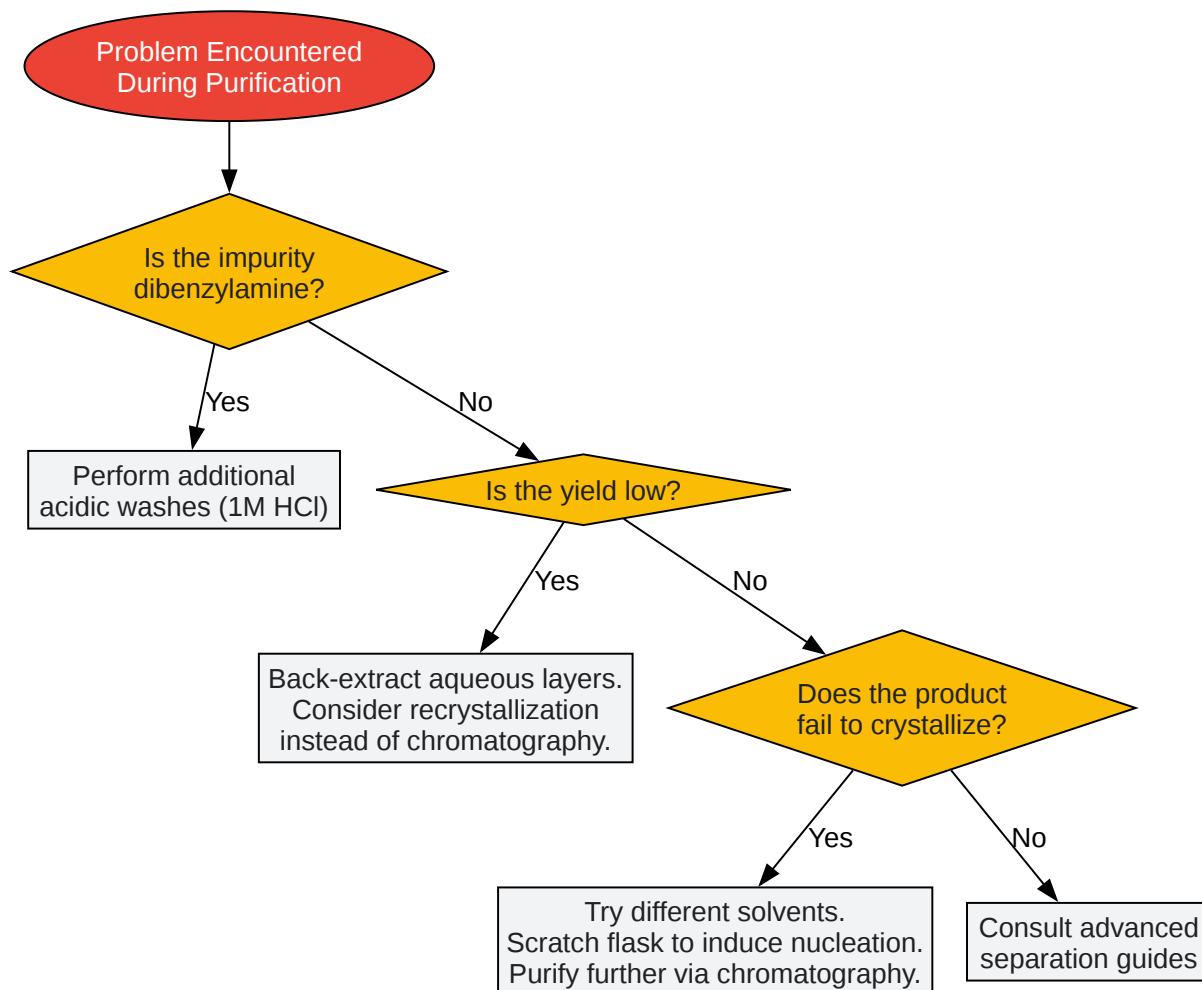 Problem Encountered
During Purification
Is the impurity
dibenzylamine?
Yes
No
Perform additional
acidic washes (1M HCl)
Is the yield low?
Yes
No
Back-extract aqueous layers.
Consider recrystallization
instead of chromatography.
Does the product
fail to crystallize?
Yes
No
Try different solvents.
Scratch flask to induce nucleation.
Purify further via chromatography.
Consult advanced
separation guides